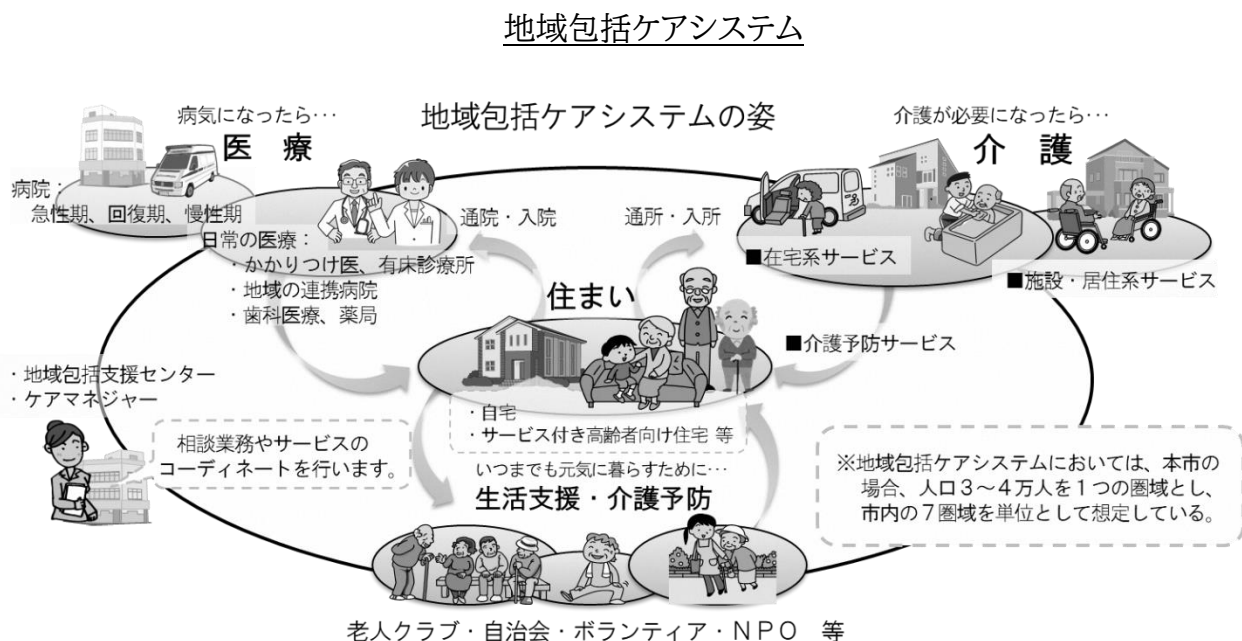 地域包括ケアシステム
地域包括ケアシステムの姿
病気になったら･･･
医 療
病院：
急性期、回復期、慢性期
日常の医療：
・かかりつけ医、有床診療所
・地域の連携病院
・歯科医療、薬局
通院・入院
通所・入所
介護が必要になったら･･･
介 護
■在宅系サービス
■施設・居住系サービス
■介護予防サービス
住まい
・自宅
・サービス付き高齢者向け住宅 等
・地域包括支援センター
・ケアマネジャー
相談業務やサービスの
コーディネートを行います。
いつまでも元気に暮らすために･･･
生活支援・介護予防
※地域包括ケアシステムにおいては、本市の
場合、人口３～４万人を１つの圏域とし、
市内の７圏域を単位として想定している。
老人クラブ・自治会・ボランティア・ＮＰＯ　等